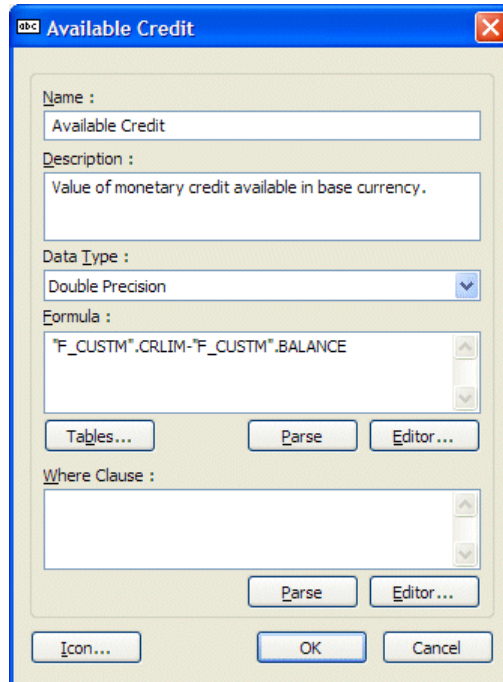 abc Available Credit
Name :
Available Credit
Description :
Value of monetary credit available in base currency.
Data Type :
Double Precision
Formula :
"F_CUSTM".CRLIM-"F_CUSTM".BALANCE
Tables... Parse Editor...
Where Clause :
Parse Editor...
Icon... OK Cancel